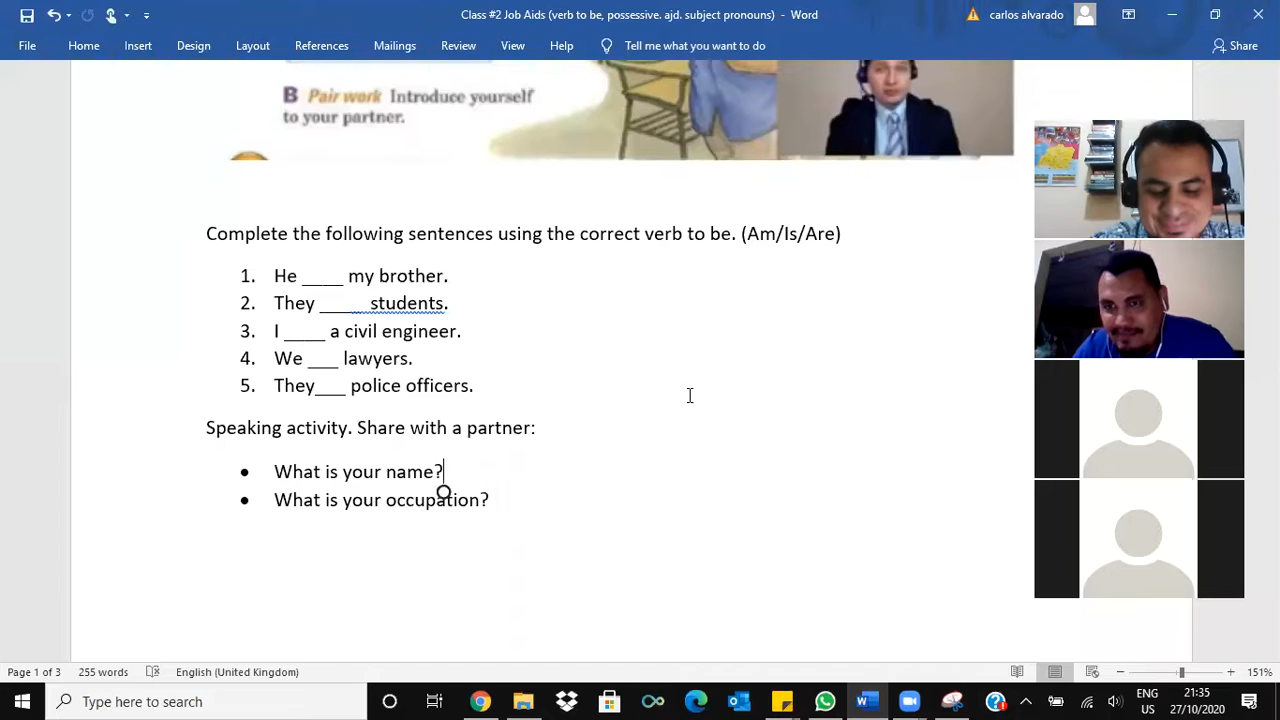 Class #2 Job Aids (verb to be, possessive. ajd. subject pronouns) - Word
carlos alvarado
File Home Insert Design Layout References Mailings Review View Help Tell me what you want to do Share
B Pair work Introduce yourself
to your partner.
Complete the following sentences using the correct verb to be. (Am/Is/Are)
1. He ____ my brother.
2. They ____ students.
3. I ____ a civil engineer.
4. We ___ lawyers.
5. They___ police officers.
Speaking activity. Share with a partner:
• What is your name?
• What is your occupation?
Page 1 of 3 255 words English (United Kingdom) 151%
Type here to search
ENG 21:35
US 27/10/2020